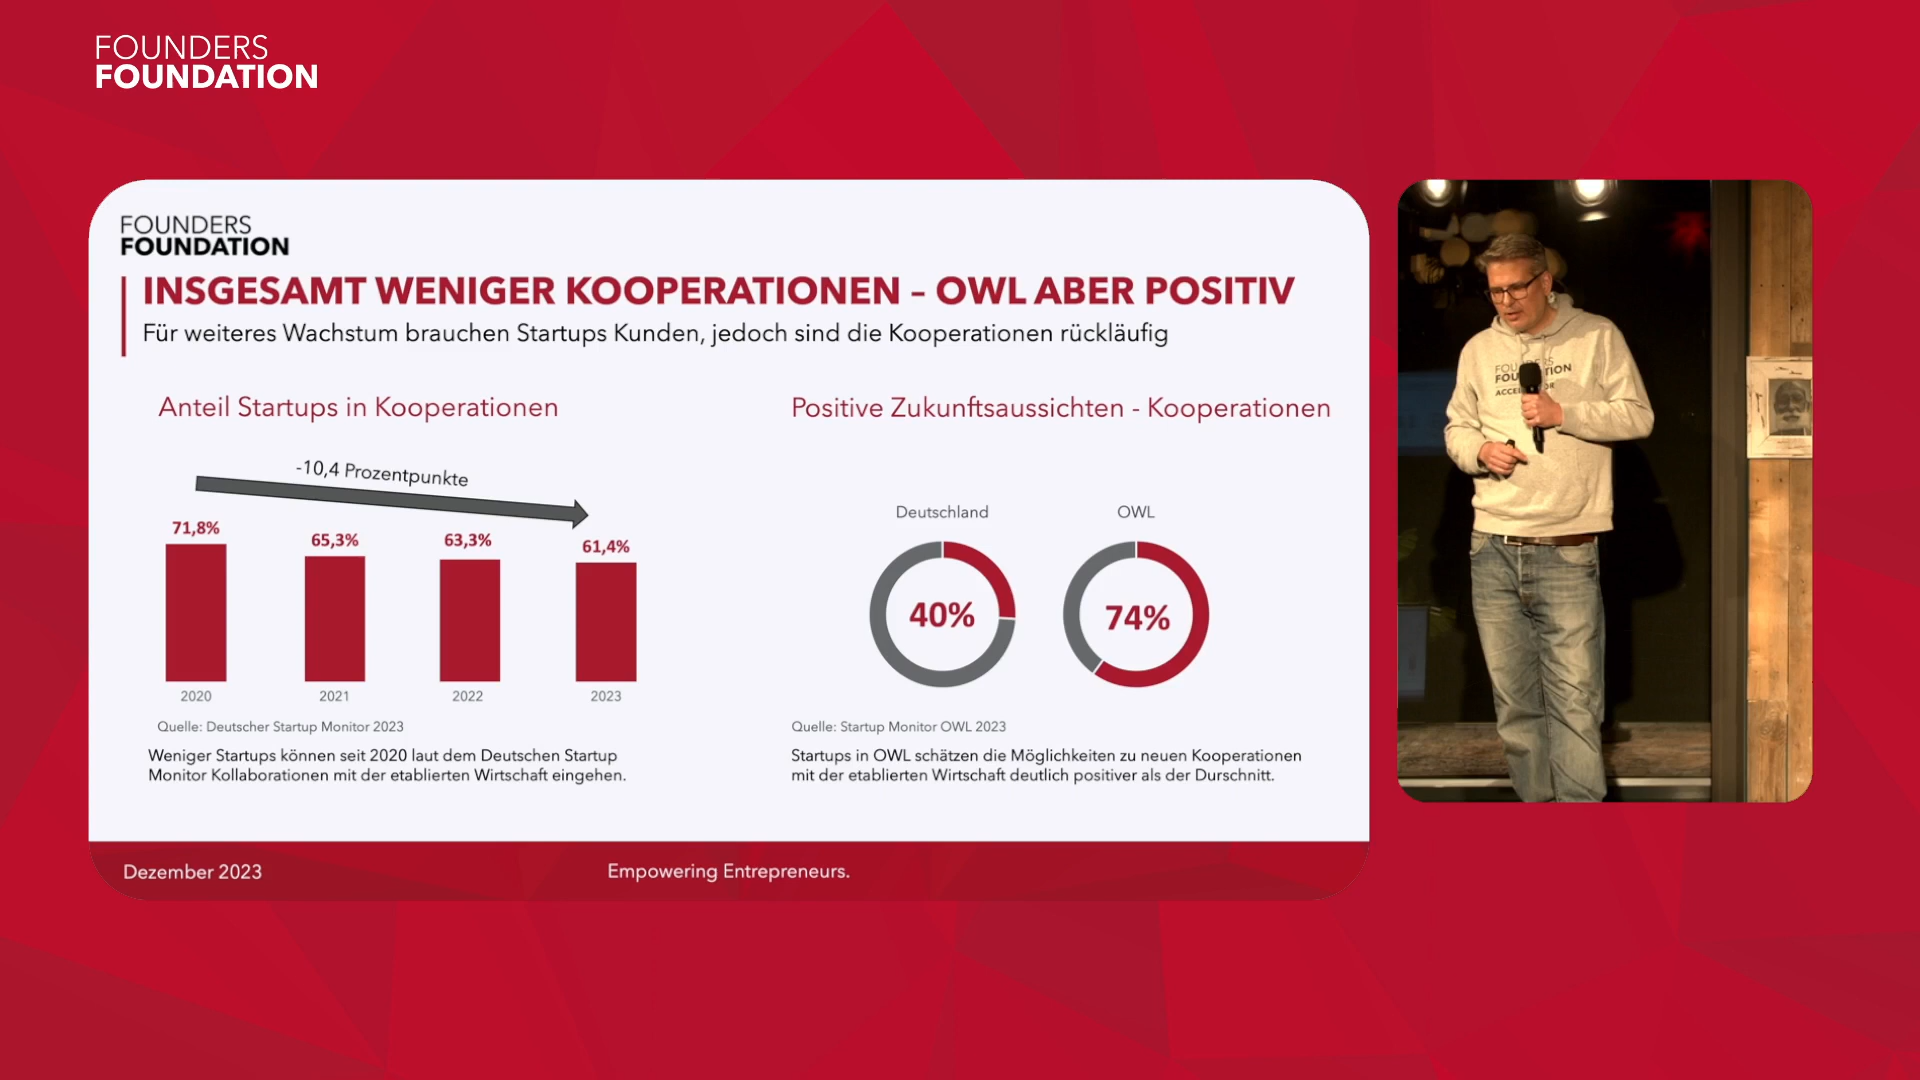 FOUNDERS
FOUNDATION
FOUNDERS
FOUNDATION
INSGESAMT WENIGER KOOPERATIONEN – OWL ABER POSITIV
Für weiteres Wachstum brauchen Startups Kunden, jedoch sind die Kooperationen rückläufig
Anteil Startups in Kooperationen
-10,4 Prozentpunkte
71,8%
65,3%
63,3%
61,4%
2020
2021
2022
2023
Quelle: Deutscher Startup Monitor 2023
Weniger Startups können seit 2020 laut dem Deutschen Startup
Monitor Kollaborationen mit der etablierten Wirtschaft eingehen.
Positive Zukunftsaussichten - Kooperationen
Deutschland
OWL
40%
74%
Quelle: Startup Monitor OWL 2023
Startups in OWL schätzen die Möglichkeiten zu neuen Kooperationen
mit der etablierten Wirtschaft deutlich positiver als der Durschnitt.
Dezember 2023
Empowering Entrepreneurs.